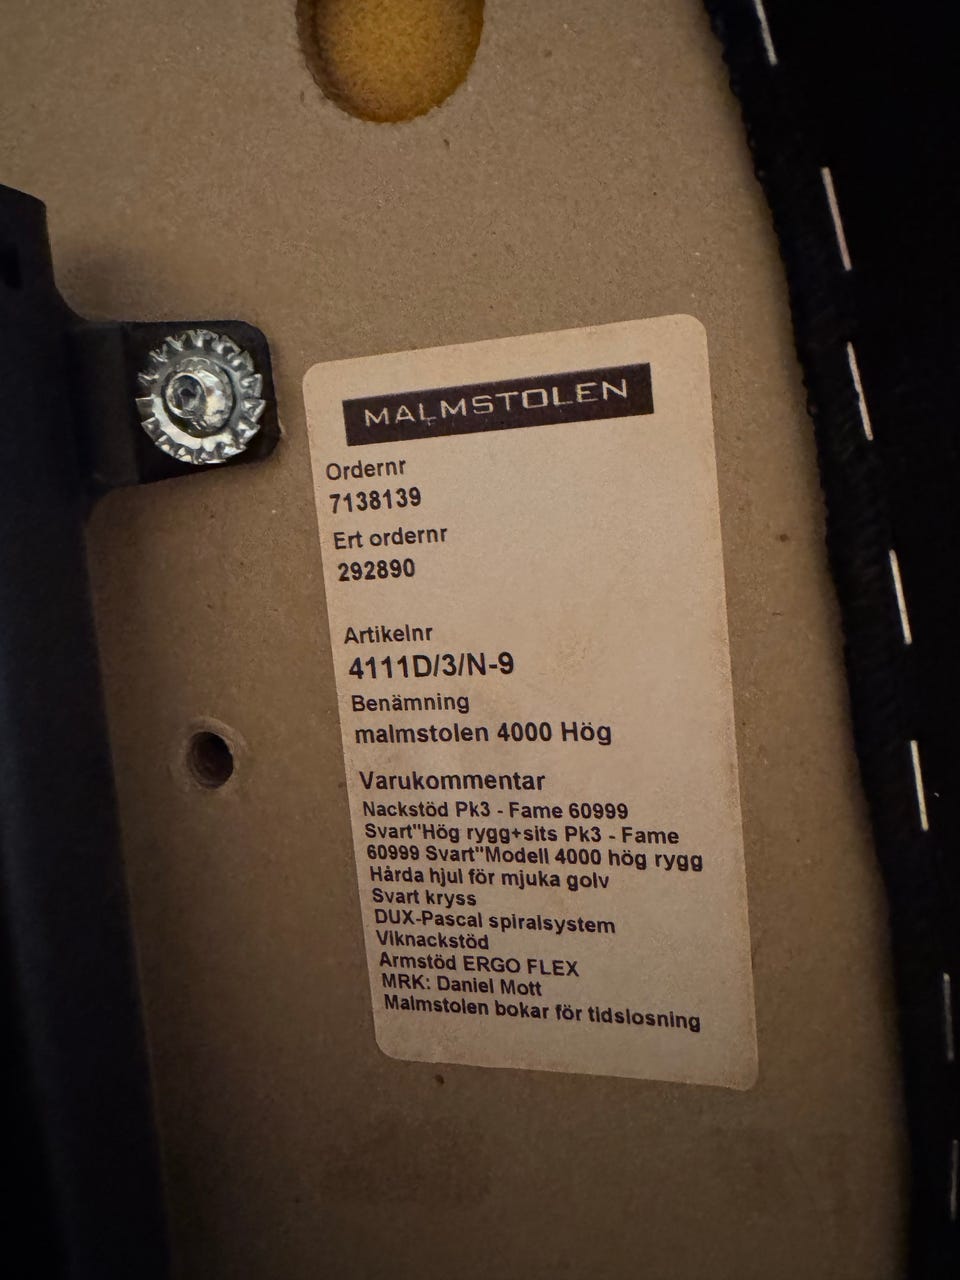 MALMSTOLEN
Ordernr
7138139
Ert ordernr
292890
Artikelnr
4111D/3/N-9
Benämning
malmstolen 4000 Hög
Varukommentar
Nackstöd Pk3 - Fame 60999
Svart"Hög rygg+sits Pk3 - Fame
60999 Svart"Modell 4000 hög rygg
Hårda hjul för mjuka golv
Svart kryss
DUX-Pascal spiralsystem
Viknackstöd
Armstöd ERGO FLEX
MRK: Daniel Mott
Malmstolen bokar för tidslosning